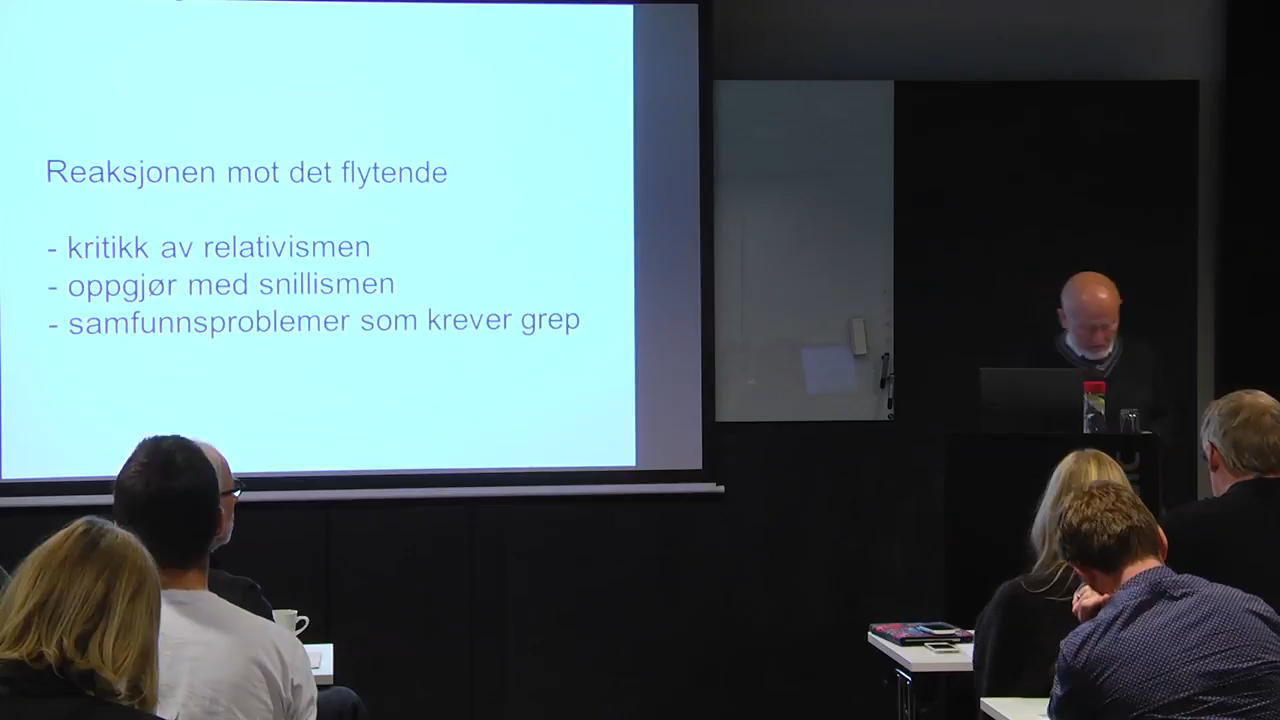 Reaksjonen mot det flytende
- kritikk av relativismen
- oppgjør med snillismen
- samfunnsproblemer som krever grep